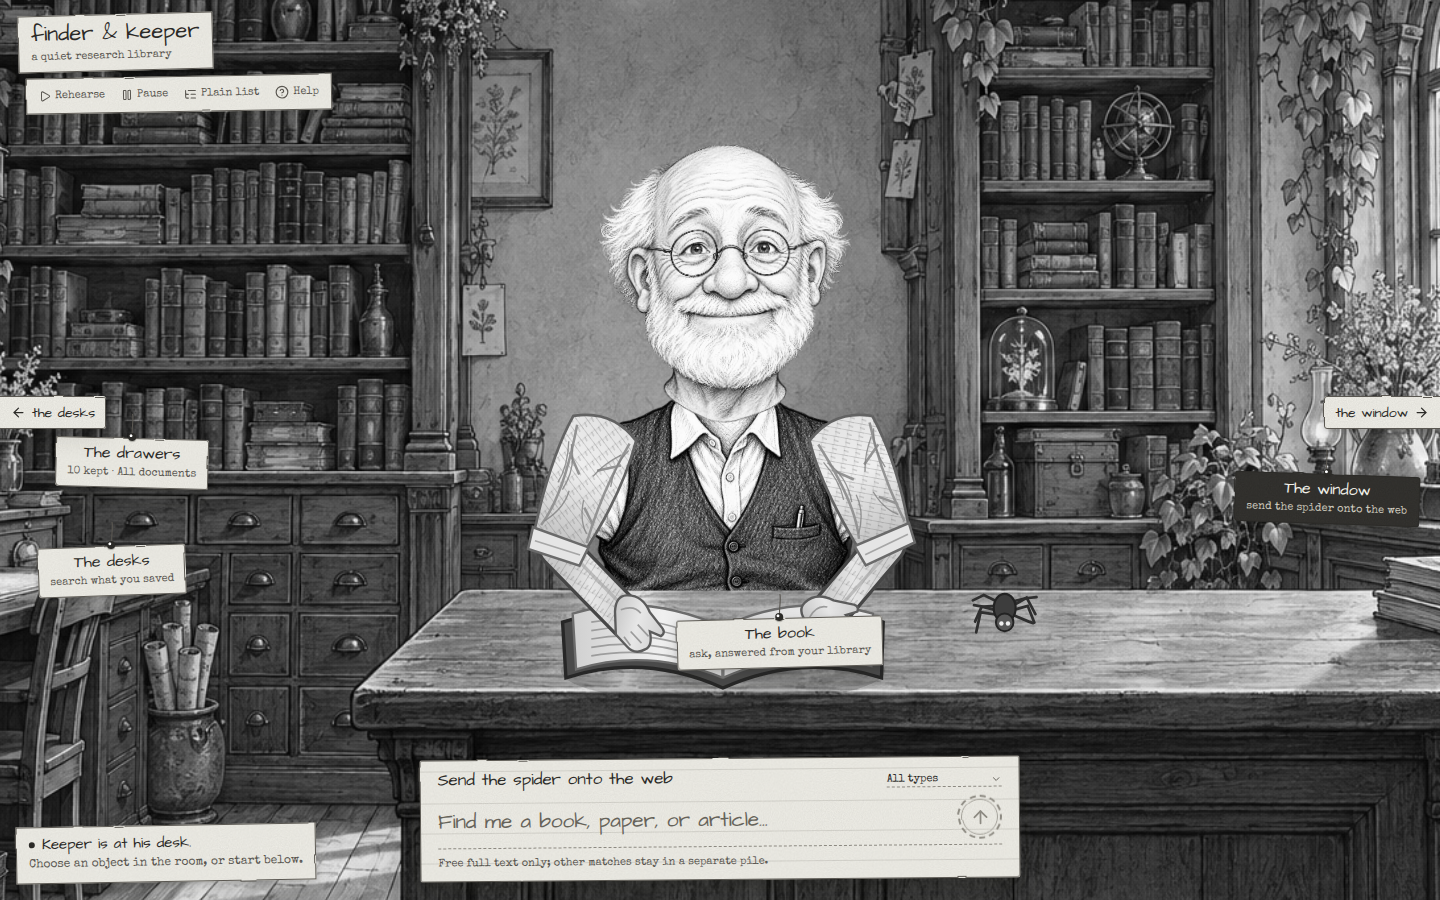 finder & keeper
a quiet research library
Rehearse
Pause
Plain list
Help
← the desks
The drawers
10 kept · All documents
The desks
search what you saved
the window →
The window
send the spider onto the web
The book
ask, answered from your library
Send the spider onto the web
All types
Find me a book, paper, or article...
Free full text only; other matches stay in a separate pile.
Keeper is at his desk.
Choose an object in the room, or start below.